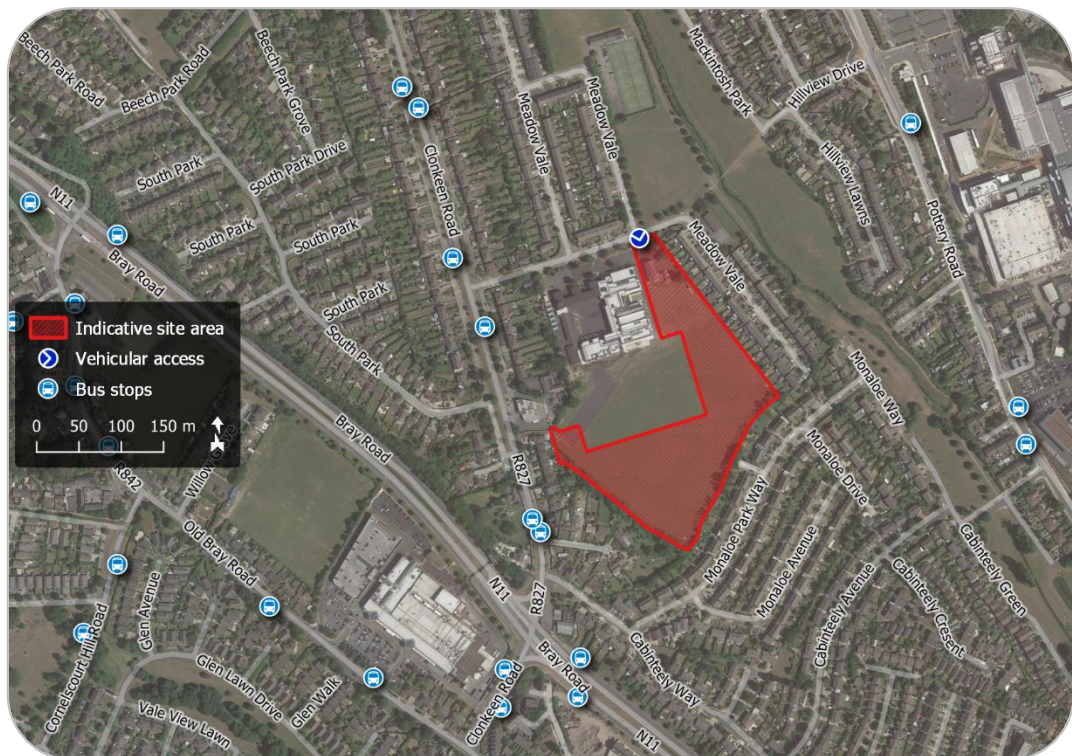 Beech Park Road
Beech Park Road
Beech Park Grove
Mackintosh Park
Hillview Drive
Meadow Vale
Meadow Vale
South Park
South Park Drive
Clonkeen Road
Hillview Lawns
N11
Bray Road
South Park
South Park
Pottery Road
Meadow Vale
South Park
South Park
Indicative site area
Vehicular access
Bus stops
0 50 100 150 m
Monaloe Way
Bray Road
R827
Monaloe Drive
R842
Old Bray Road
Monaloe Park Way
Monaloe Avenue
Cabinteely Green
Cabinteely Avenue
Cabinteely Cresent
Glen Avenue
N11
R827
Cornelscourt Hill Road
Glen Lawn Drive
Glen Walk
Clonkeen Road
Bray Road
Cabinteely Way
Vale View Lawn
N11